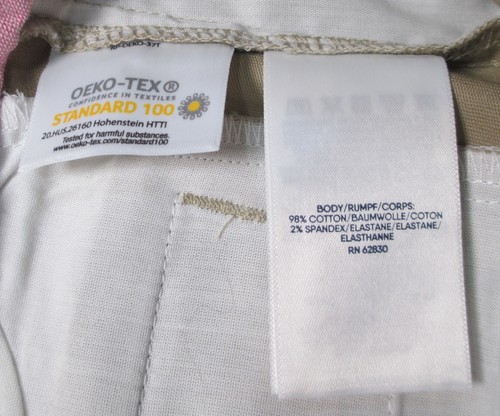 OEKO-TEX®
CONFIDENCE IN TEXTILES
STANDARD 100
20.HUS.26160 Hohenstein HTTI
Tested for harmful substances.
www.oeko-tex.com/standard100
BODY/RUMPF/CORPS:
98% COTTON/BAUMWOLLE/COTON
2% SPANDEX/ELASTANE/ELASTANE/
ELASTHANNE
RN 62830